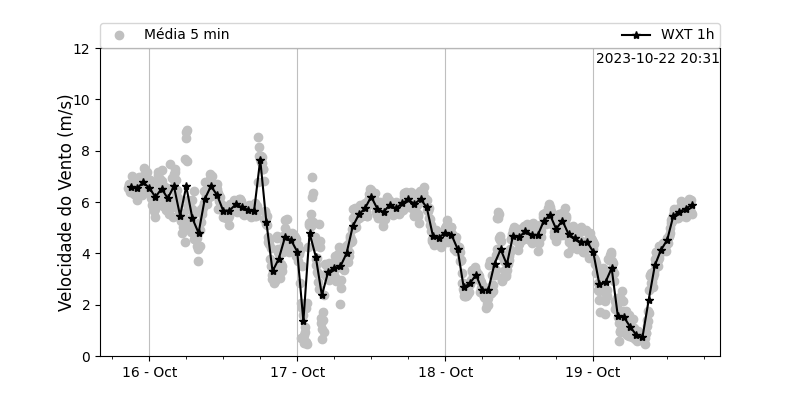 Média 5 min
WXT 1h
2023-10-22 20:31
Velocidade do Vento (m/s)
12
10
8
6
4
2
0
16 - Oct
17 - Oct
18 - Oct
19 - Oct